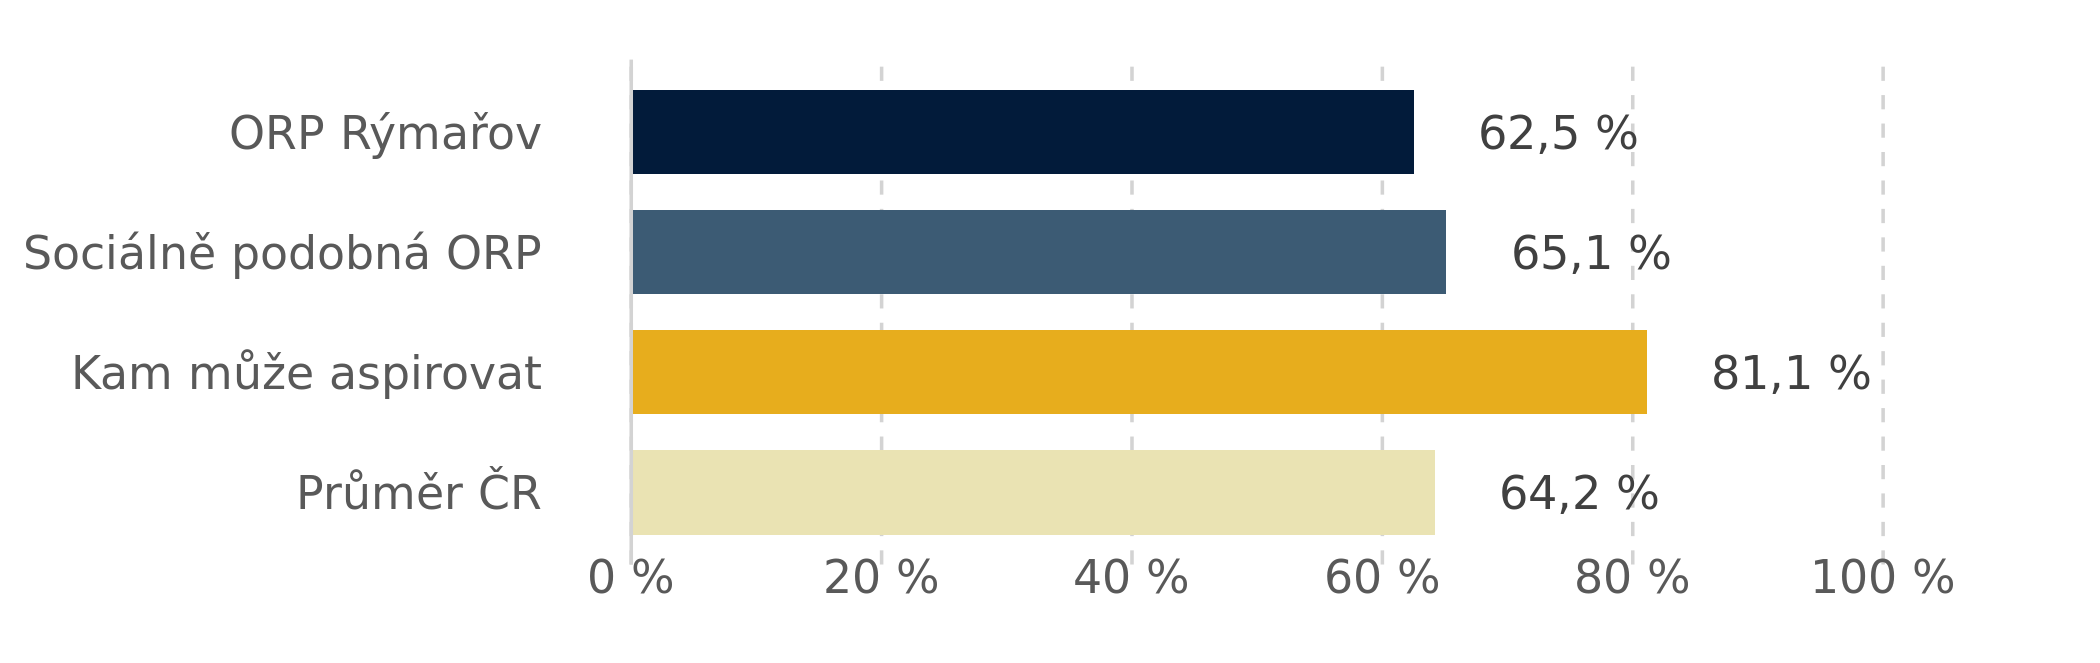 ORP Rýmařov 62,5 %
Sociálně podobná ORP 65,1 %
Kam může aspirovat 81,1 %
Průměr ČR 64,2 %
0 % 20 % 40 % 60 % 80 % 100 %